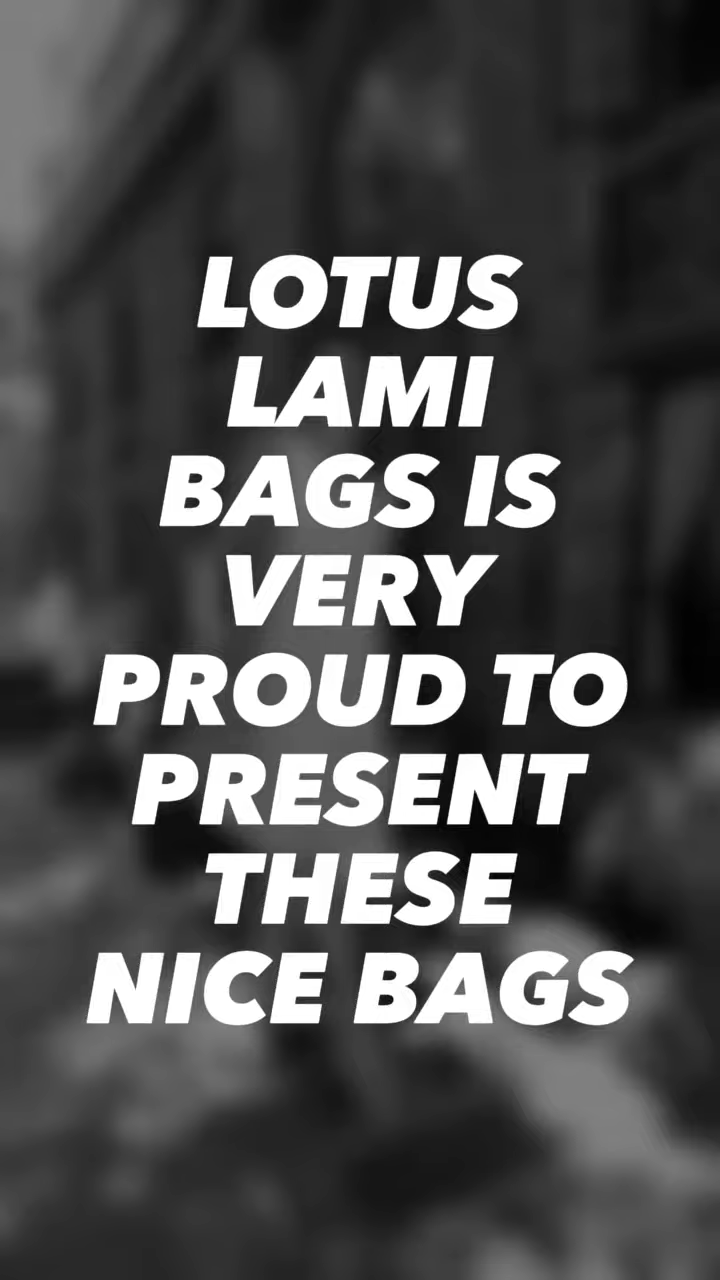 LOTUS
LAMI
BAGS IS
VERY
PROUD TO
PRESENT
THESE
NICE BAGS